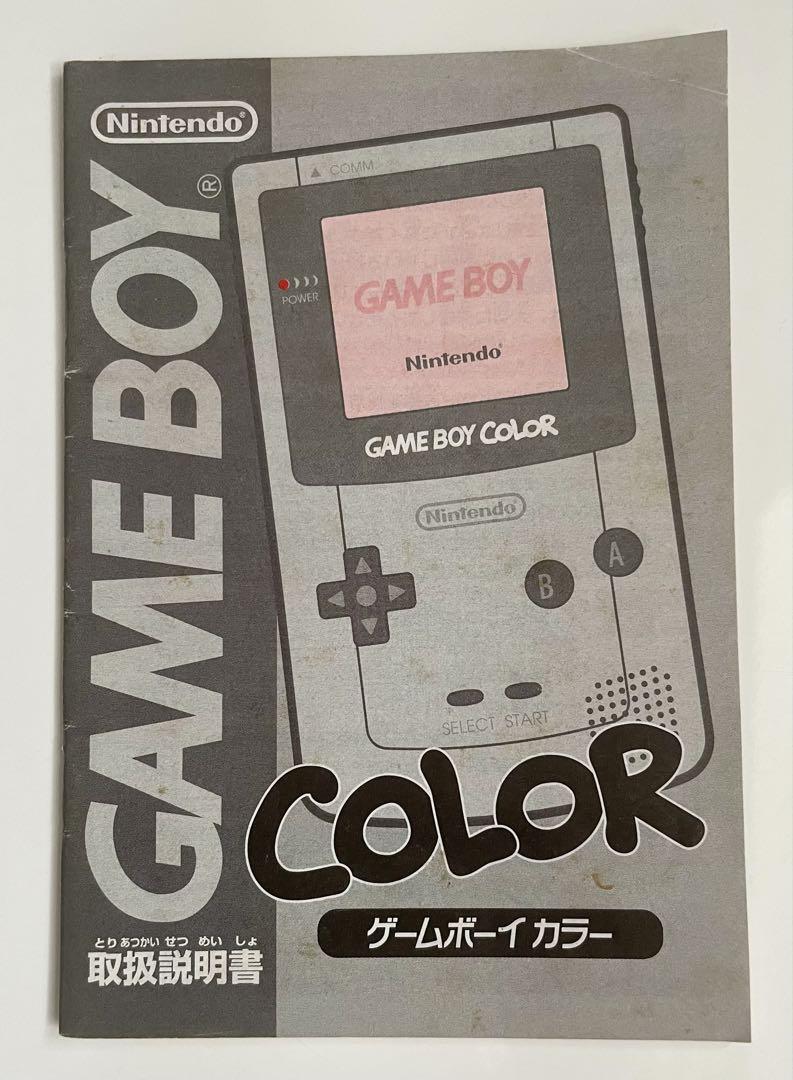 Nintendo®
GAME BOY®
▲ COMM.
POWER
GAME BOY
Nintendo®
GAME BOY COLOR
Nintendo®
A
B
SELECT START
COLOR
ゲームボーイカラー
とりあつかい せつ めい しょ
取扱説明書